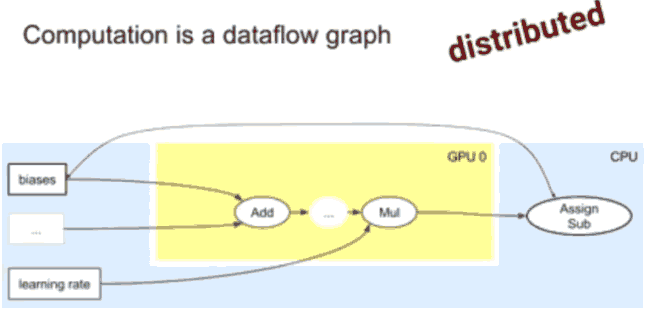 Computation is a dataflow graph
distributed
GPU 0
CPU
biases
Add
...
Mul
Assign
Sub
...
learning rate